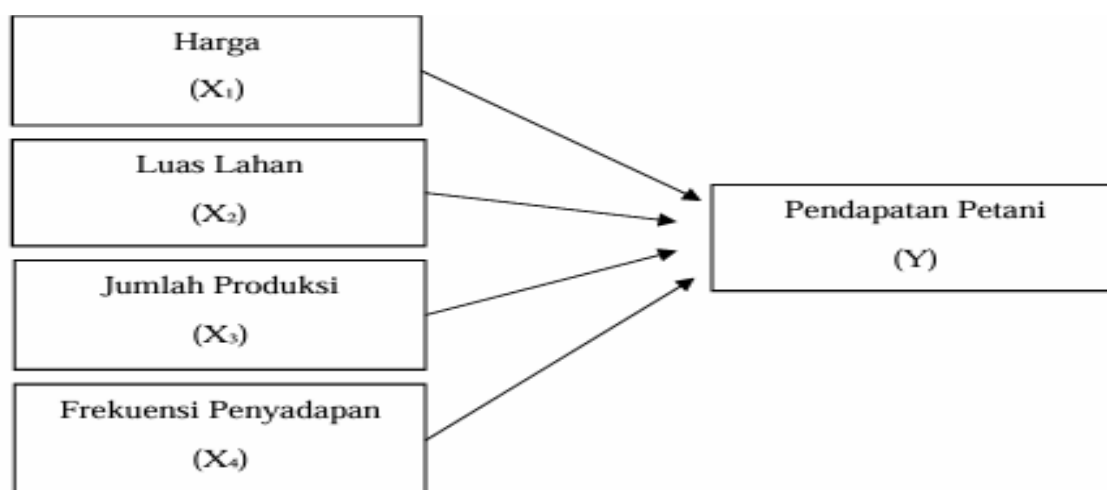 Harga
(X₁)
Luas Lahan
(X₂)
Jumlah Produksi
(X₃)
Frekuensi Penyadapan
(X₄)
Pendapatan Petani
(Y)